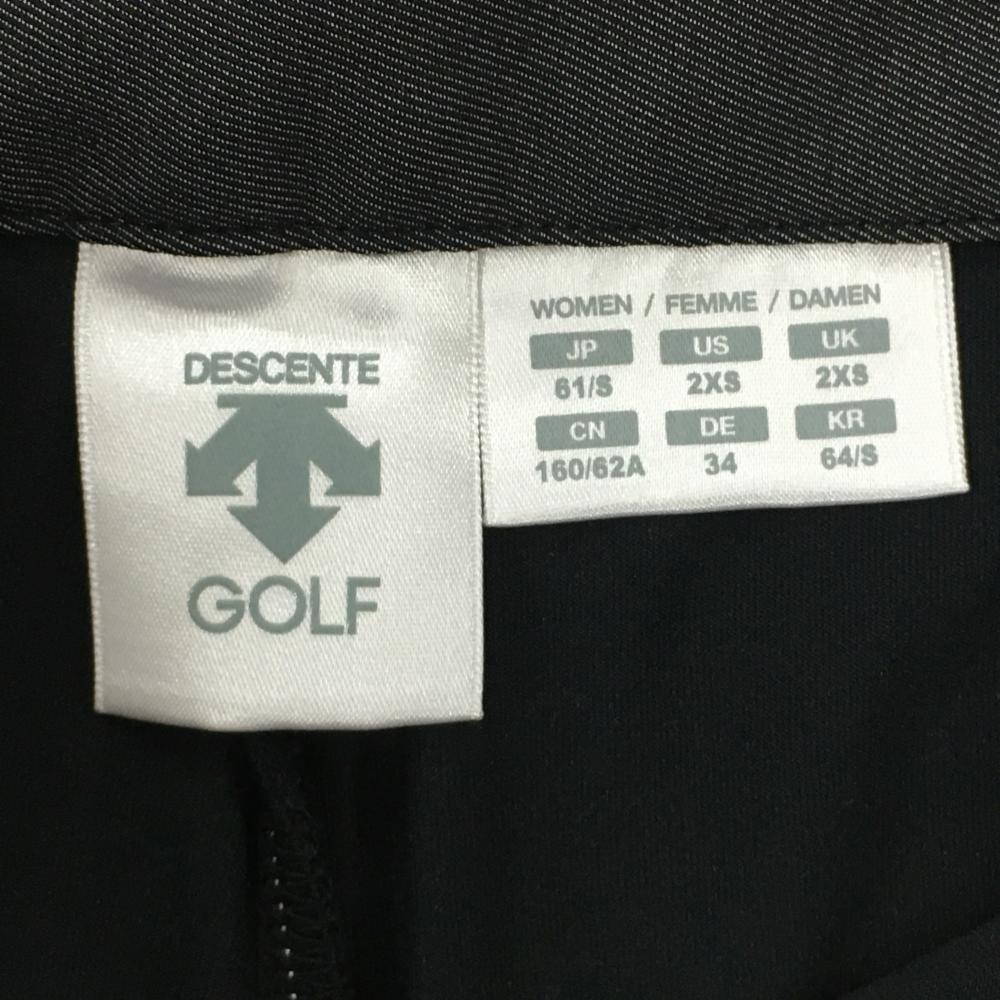 DESCENTE
GOLF
WOMEN / FEMME / DAMEN
JP US UK
61/S 2XS 2XS
CN DE KR
160/62A 34 64/S